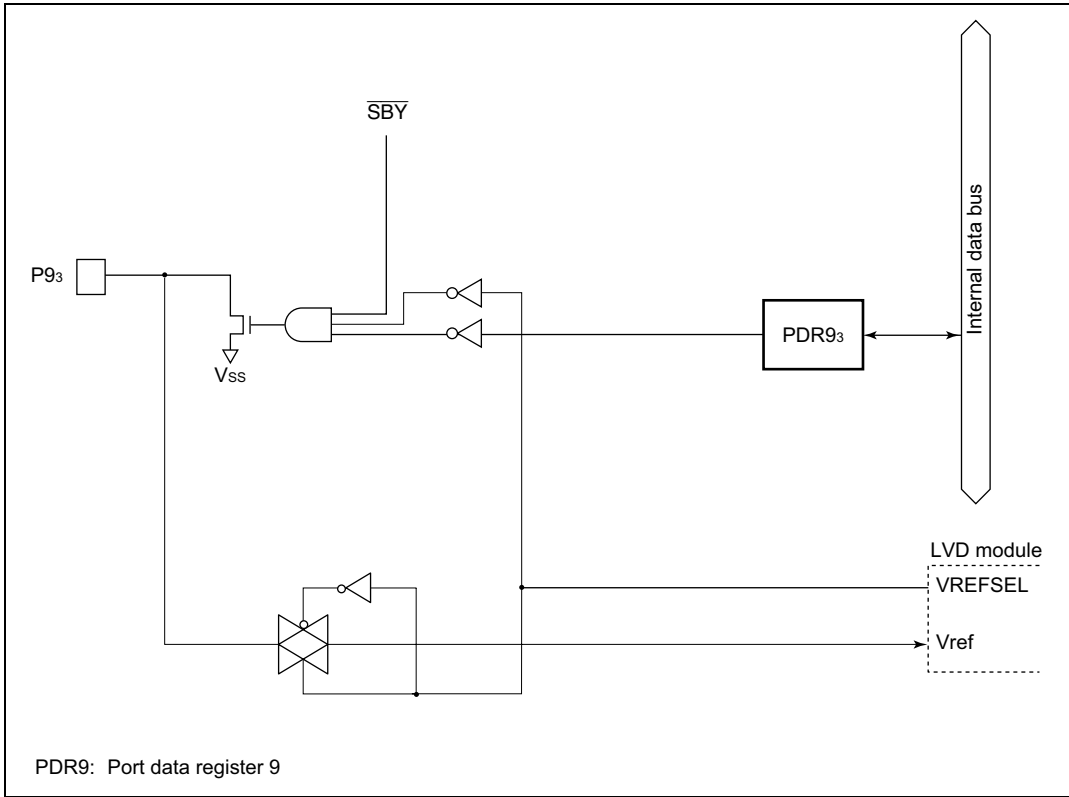 SBY
P93
VSS
PDR93
Internal data bus
LVD module
VREFSEL
Vref
PDR9: Port data register 9